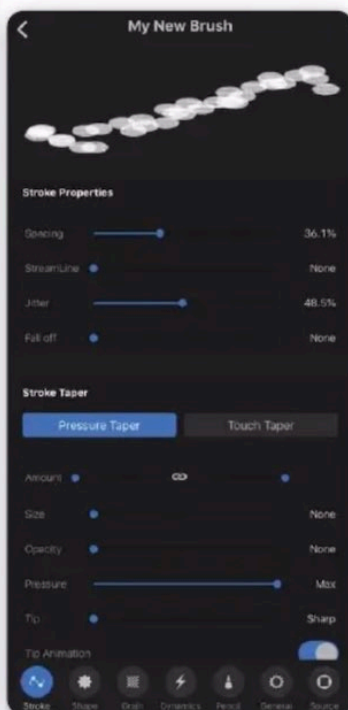 My New Brush
Stroke Properties
Spacing 36.1%
StreamLine None
Jitter 48.5%
Fall off None
Stroke Taper
Pressure Taper Touch Taper
Amount
Size None
Opacity None
Pressure Max
Tip Sharp
Tip Animation
Stroke Shape Grain Dynamics Pencil General Source